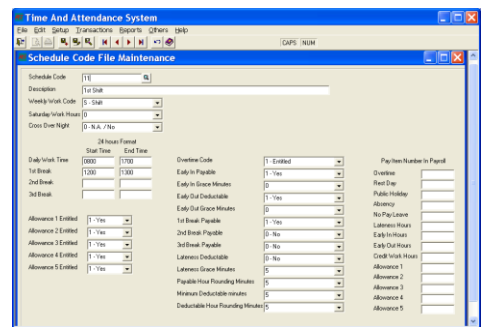 Time And Attendance System
File Edit Setup Transactions Reports Others Help
CAPS NUM
Schedule Code File Maintenance
Schedule Code 11
Description 1st Shift
Weekly Work Code 5 - Shift
Saturday Work Hours 0
Cross Over Night 0 - N.A. / No
24 hours Format
Start Time End Time
Daily Work Time 0800 1700
1st Break 1200 1300
2nd Break
3rd Break
Allowance 1 Entitled 1 - Yes
Allowance 2 Entitled 1 - Yes
Allowance 3 Entitled 1 - Yes
Allowance 4 Entitled 1 - Yes
Allowance 5 Entitled 1 - Yes
Overtime Code 1 - Entitled
Early In Payable 1 - Yes
Early In Grace Minutes 0
Early Out Deductable 1 - Yes
Early Out Grace Minutes 0
1st Break Payable 1 - Yes
2nd Break Payable 0 - No
3rd Break Payable 0 - No
Lateness Deductable 0 - No
Lateness Grace Minutes 5
Payable Hour Rounding Minutes 5
Minimum Deductable minutes 5
Deductable Hour Rounding Minutes 5
Pay Item Number In Payroll
Overtime
Rest Day
Public Holiday
Absency
No Pay Leave
Lateness Hours
Early In Hours
Early Out Hours
Credit Work Hours
Allowance 1
Allowance 2
Allowance 3
Allowance 4
Allowance 5